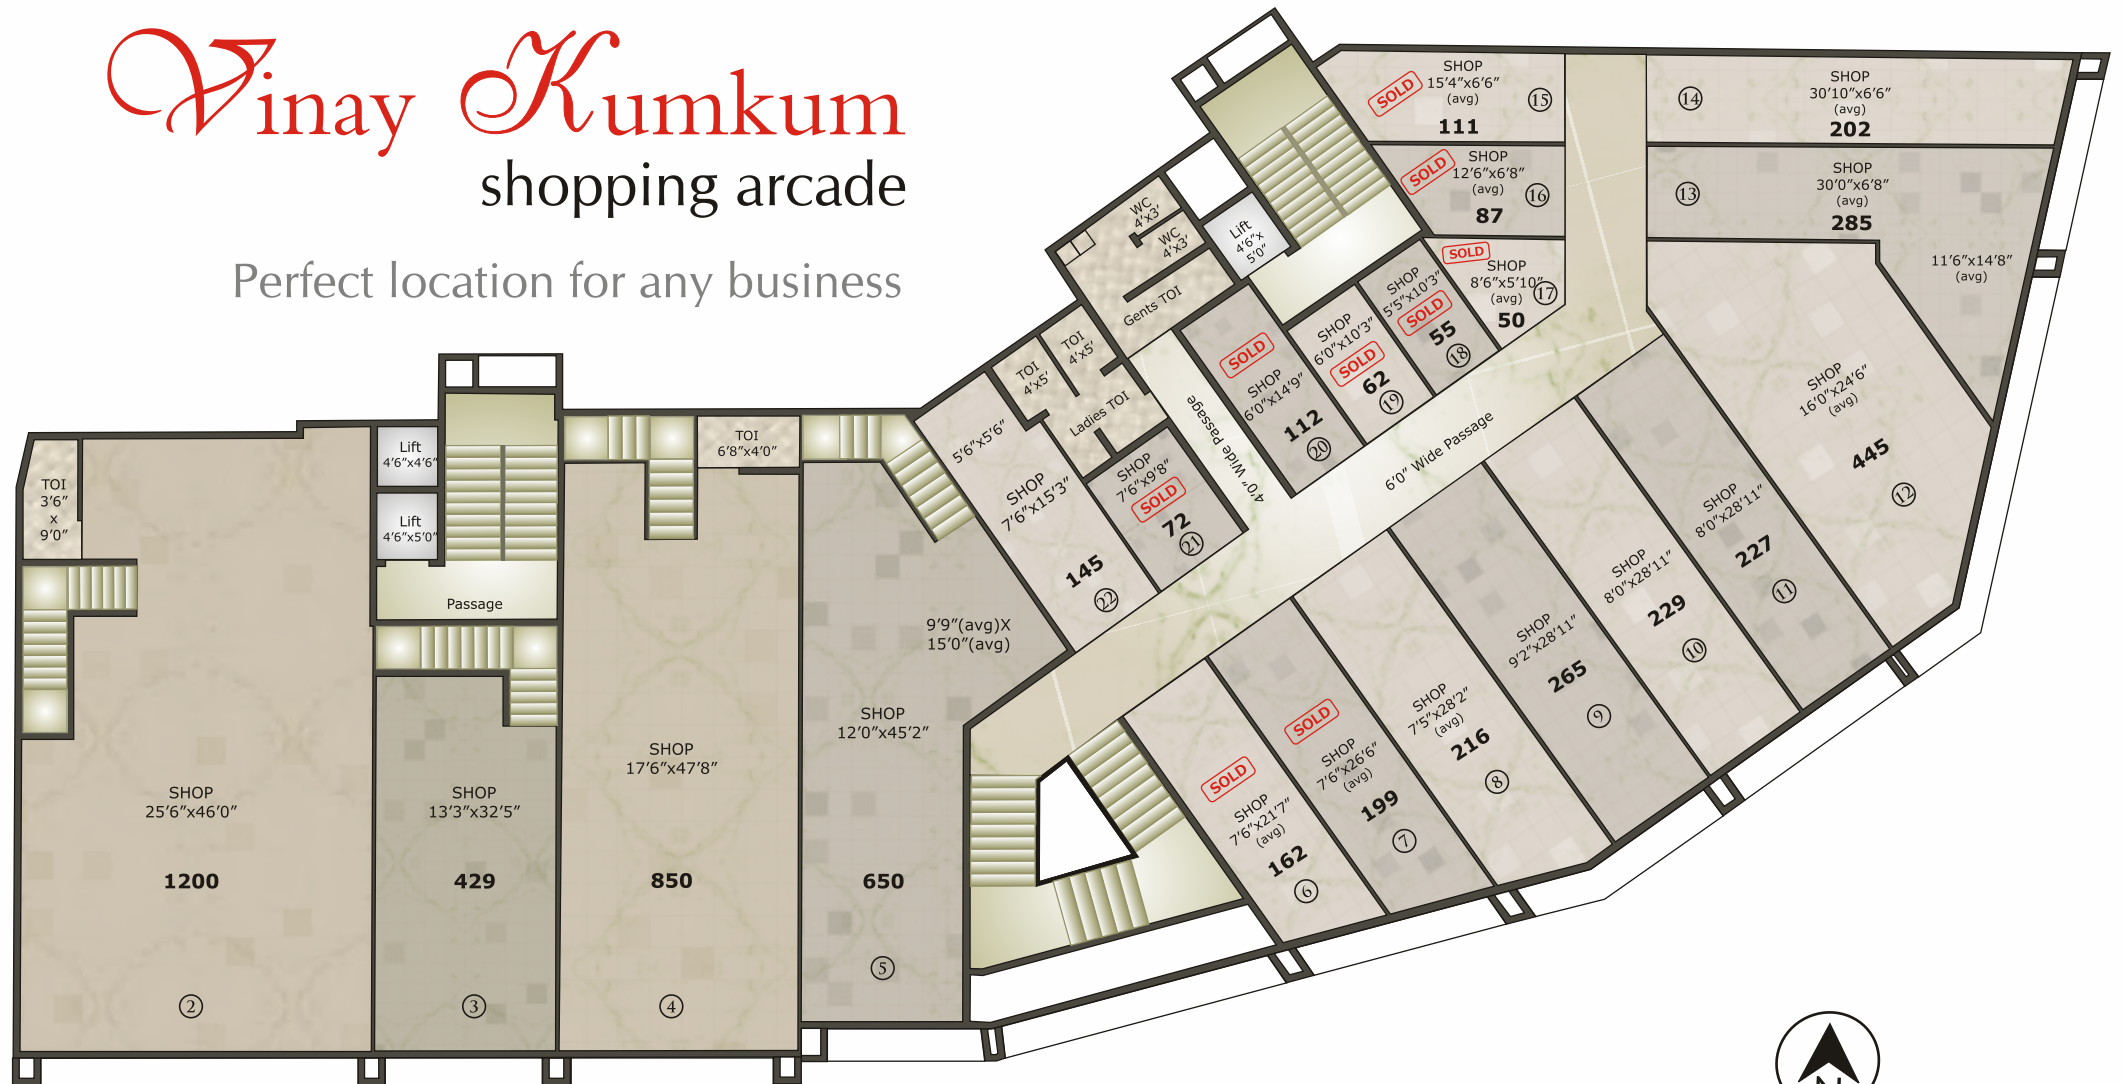 Vinay Kumkum
shopping arcade
Perfect location for any business
TOI
3'6"
x
9'0"
SHOP
25'6"x46'0"
1200
2
Lift
4'6"x4'6"
Lift
4'6"x5'0"
Passage
SHOP
13'3"x32'5"
429
3
TOI
6'8"x4'0"
SHOP
17'6"x47'8"
850
4
9'9"(avg)X
15'0"(avg)
SHOP
12'0"x45'2"
650
5
5'6"x5'6"
SHOP
7'6"x15'3"
145
22
TOI
4'x5'
TOI
4'x5'
Ladies TOI
SHOP
7'6"x9'8"
SOLD
72
21
WC
4'x3'
WC
4'x3'
Gents TOI
Lift
4'6"x
5'0"
4'0" Wide Passage
SOLD
SHOP
6'0"x14'9"
112
20
SHOP
6'0"x10'3"
SOLD
62
19
SHOP
5'5"x10'3"
SOLD
55
18
SOLD
SHOP
8'6"x5'10"
(avg)
17
50
SOLD
SHOP
12'6"x6'8"
(avg)
16
87
SHOP
15'4"x6'6"
SOLD
(avg)
15
111
14
SHOP
30'10"x6'6"
(avg)
202
13
SHOP
30'0"x6'8"
(avg)
285
11'6"x14'8"
(avg)
SHOP
16'0"x24'6"
(avg)
445
12
6'0" Wide Passage
SHOP
8'0"x28'11"
227
11
SHOP
8'0"x28'11"
229
10
SHOP
9'2"x28'11"
265
9
SHOP
7'5"x28'2"
(avg)
216
8
SOLD
SHOP
7'6"x26'6"
(avg)
199
7
SOLD
SHOP
7'6"x21'7"
(avg)
162
6
N